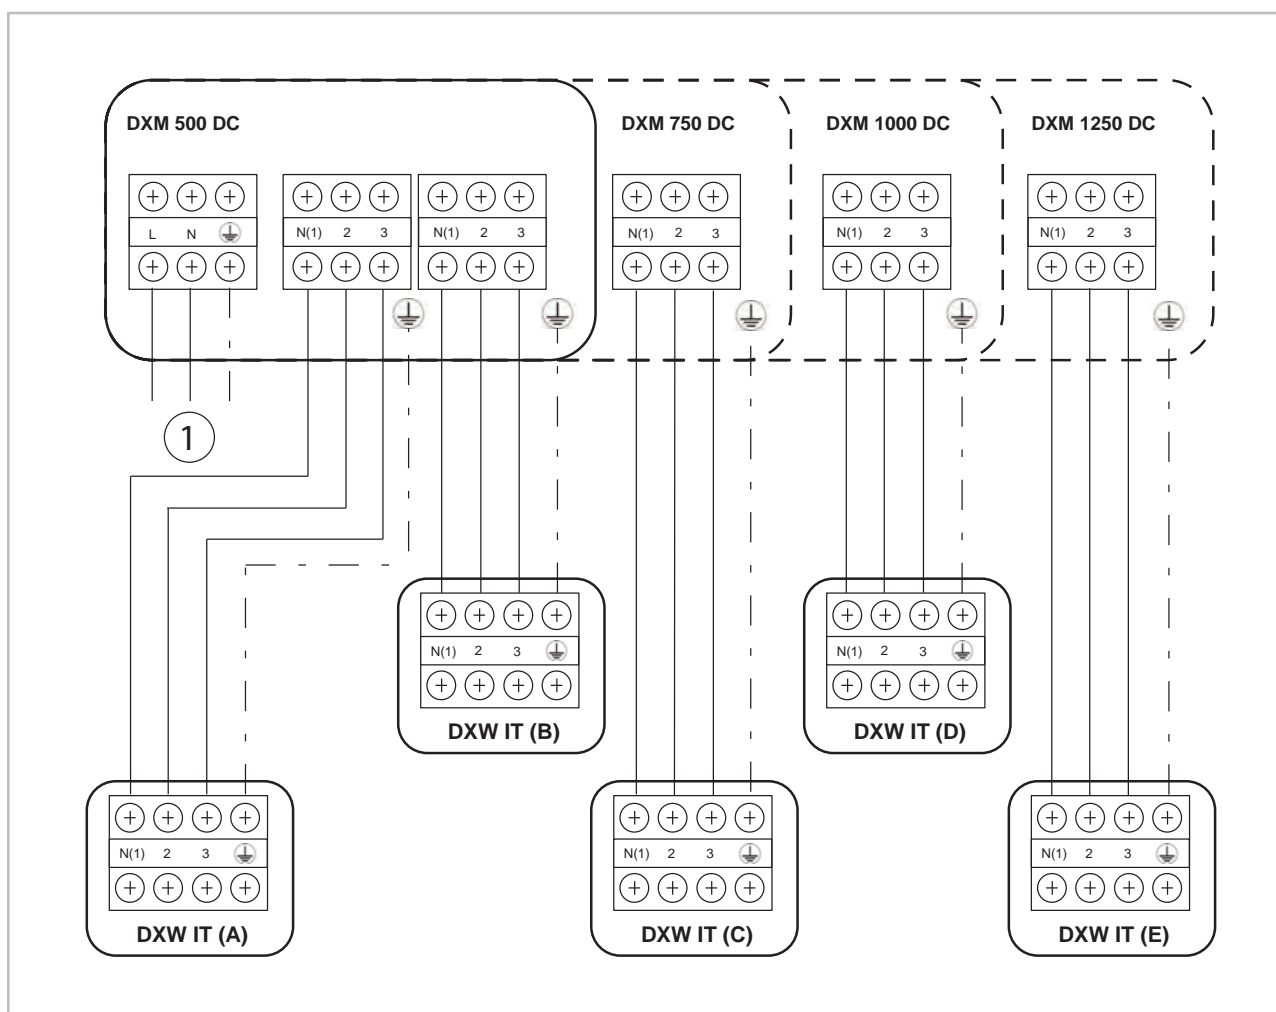 DXM 500 DC DXM 750 DC DXM 1000 DC DXM 1250 DC
L N N(1) 2 3 N(1) 2 3 N(1) 2 3 N(1) 2 3 N(1) 2 3
1
N(1) 2 3 N(1) 2 3
DXW IT (B) DXW IT (D)
N(1) 2 3 N(1) 2 3 N(1) 2 3
DXW IT (A) DXW IT (C) DXW IT (E)